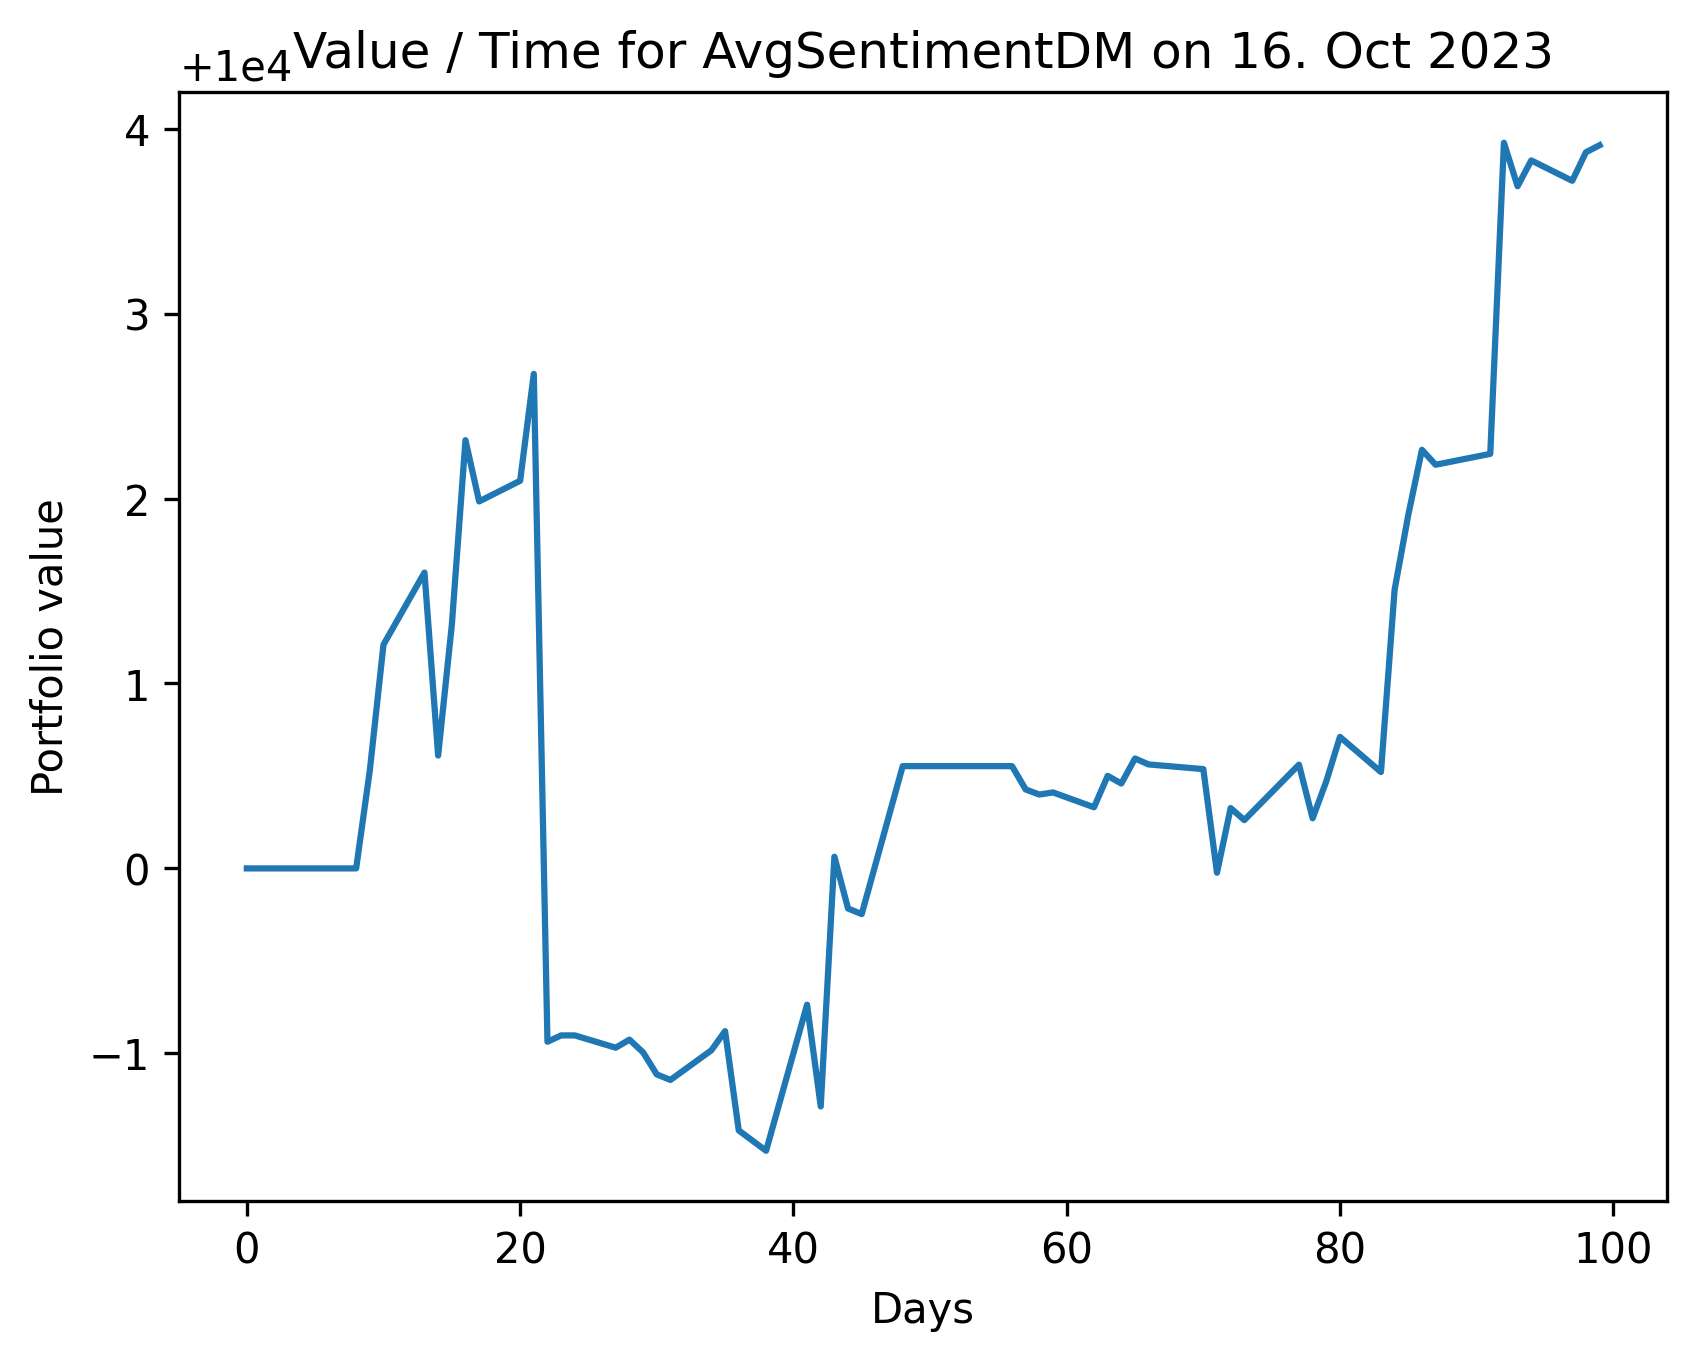 Value / Time for AvgSentimentDM on 16. Oct 2023
+1e4
4
3
2
1
0
−1
Portfolio value
0 20 40 60 80 100
Days